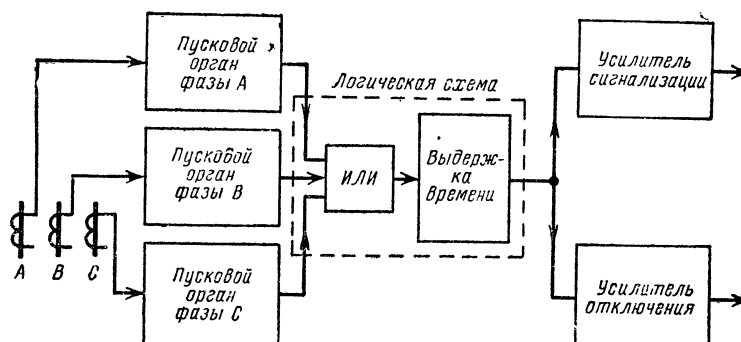 Пусковой
орган
фазы А
Логическая схема
Усилитель
сигнализации
Пусковой
орган
фазы В
ИЛИ
Выдерж-
ка
времени
А В С
Пусковой
орган
фазы С
Усилитель
отключения